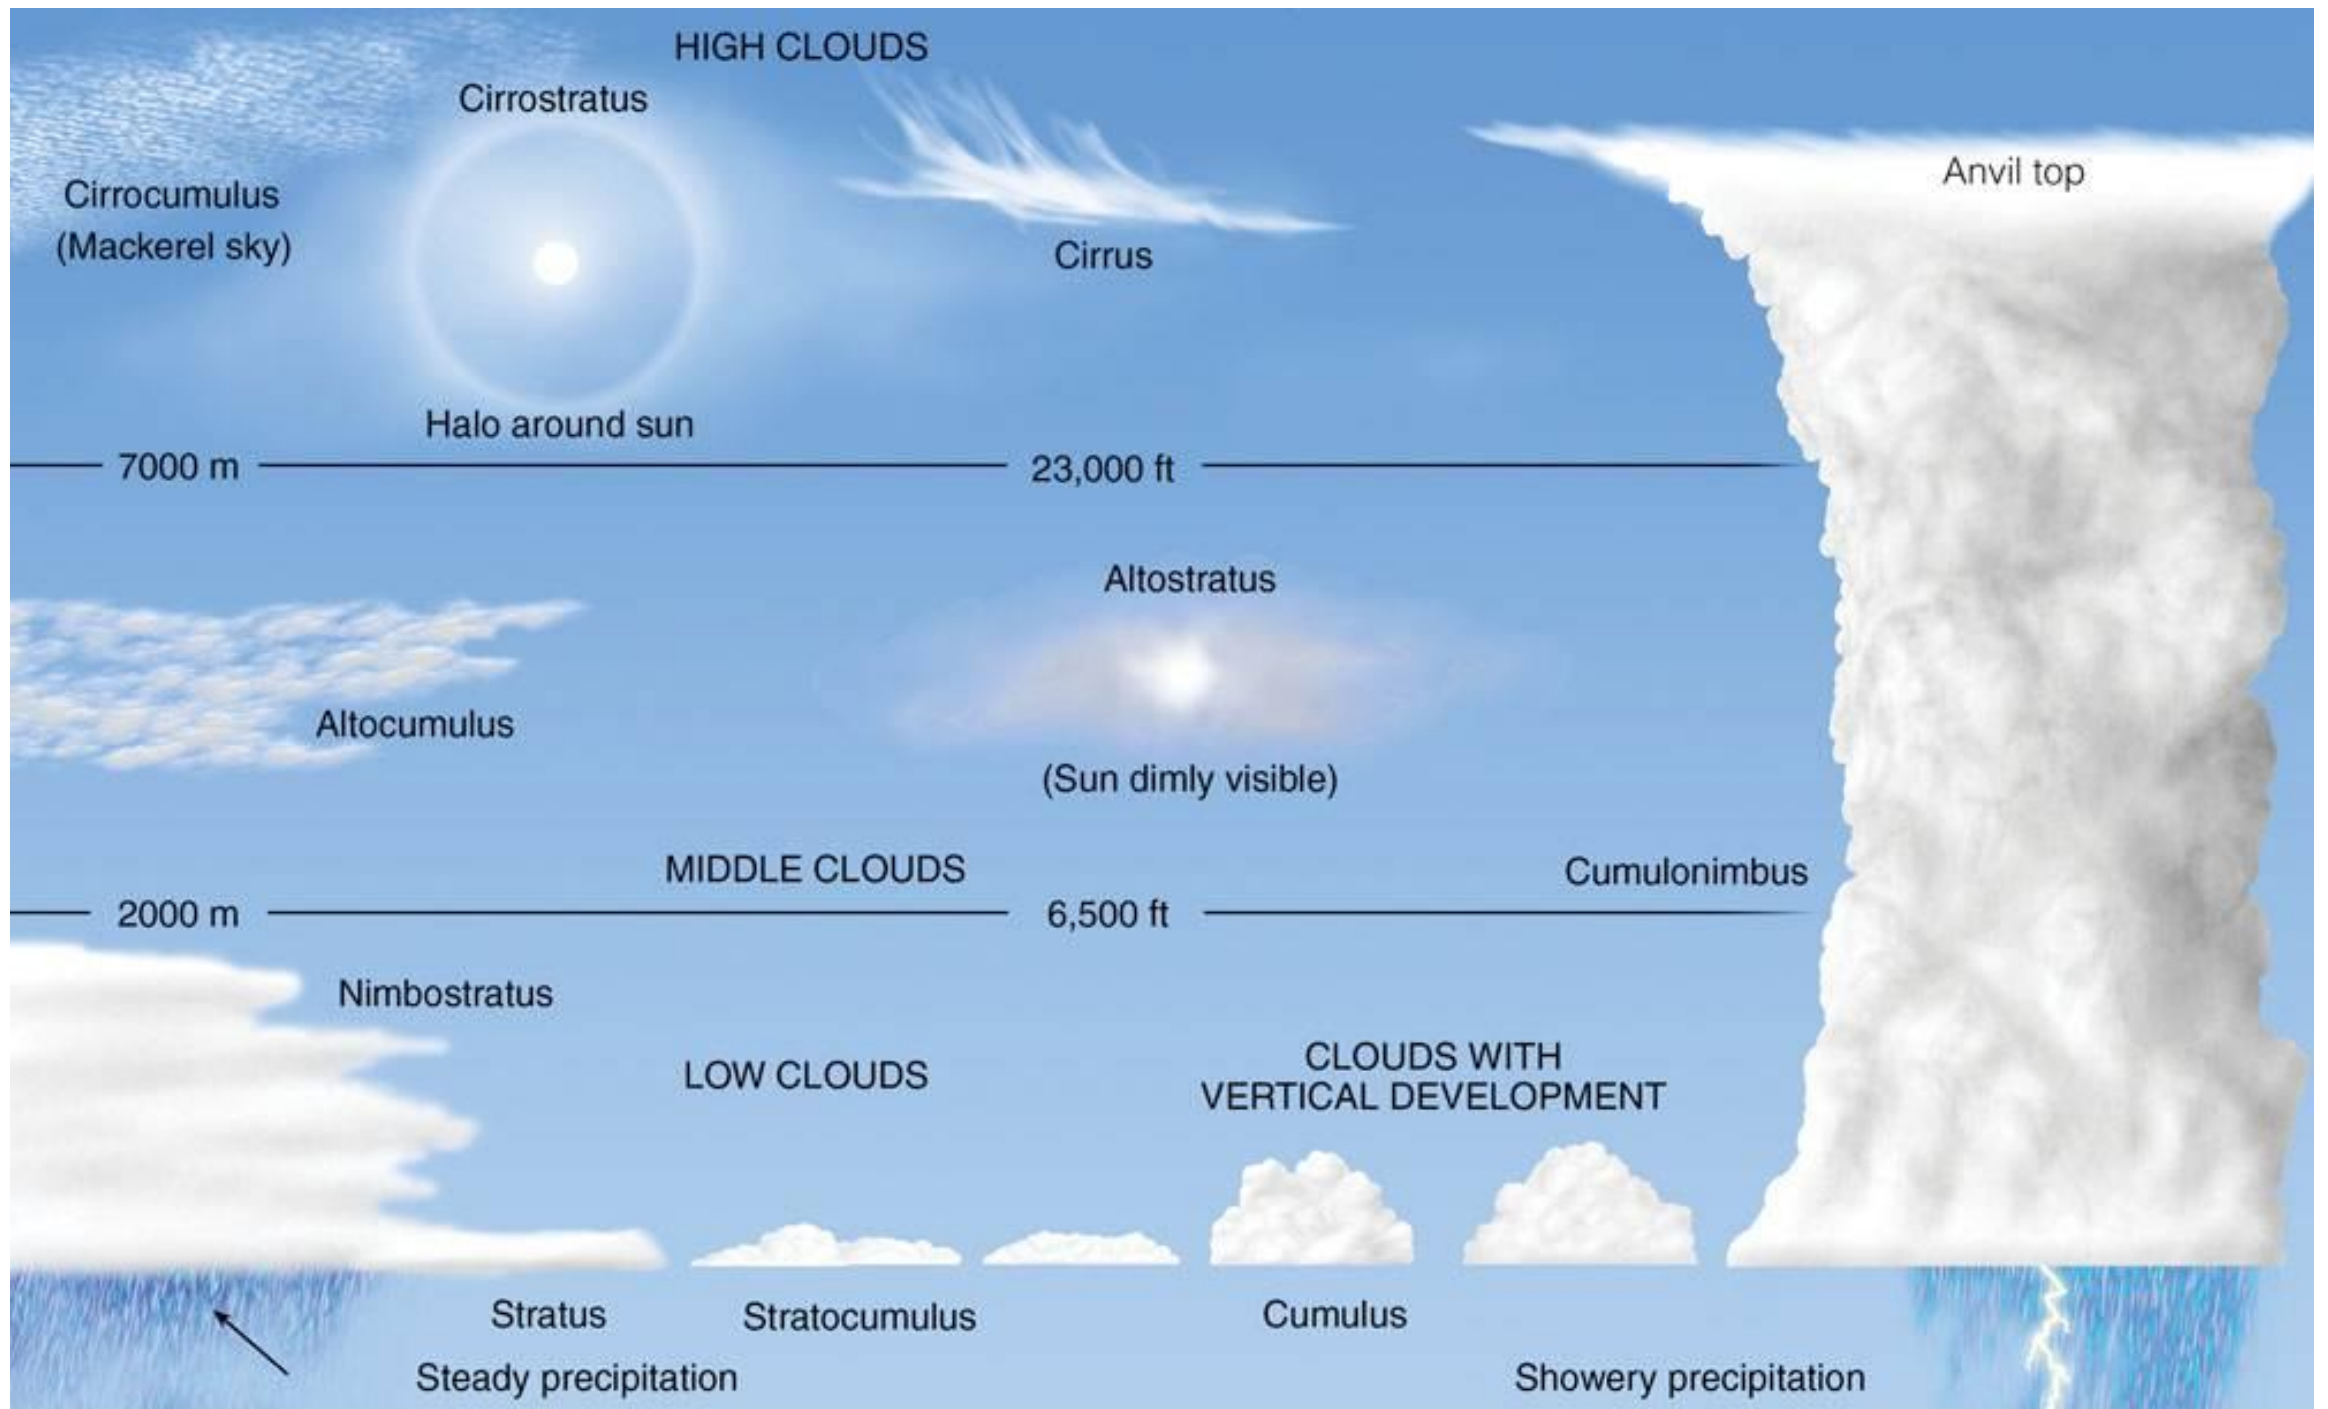 HIGH CLOUDS
Cirrostratus
Anvil top
Cirrocumulus
(Mackerel sky)
Cirrus
Halo around sun
7000 m
23,000 ft
Altostratus
Altocumulus
(Sun dimly visible)
MIDDLE CLOUDS
Cumulonimbus
2000 m
6,500 ft
Nimbostratus
LOW CLOUDS
CLOUDS WITH
VERTICAL DEVELOPMENT
Stratus
Stratocumulus
Cumulus
Steady precipitation
Showery precipitation